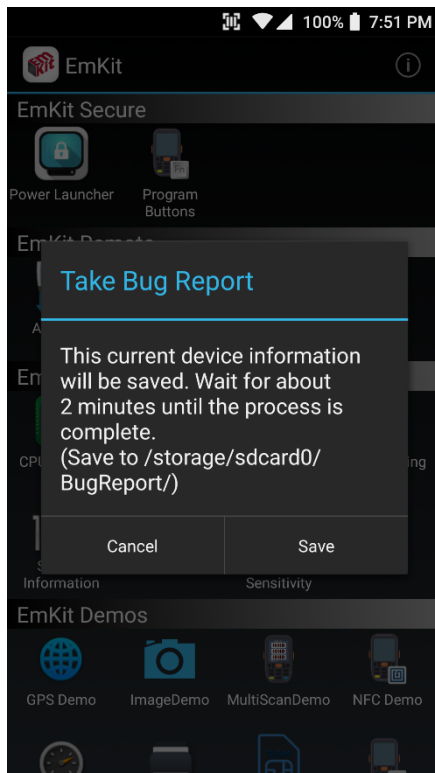 100% 7:51 PM
EmKit
EmKit Secure
Power Launcher Program
Buttons
Fn
Take Bug Report
This current device information
will be saved. Wait for about
2 minutes until the process is
complete.
(Save to /storage/sdcard0/
BugReport/)
Cancel Save
Information Sensitivity
EmKit Demos
GPS Demo ImageDemo MultiScanDemo NFC Demo